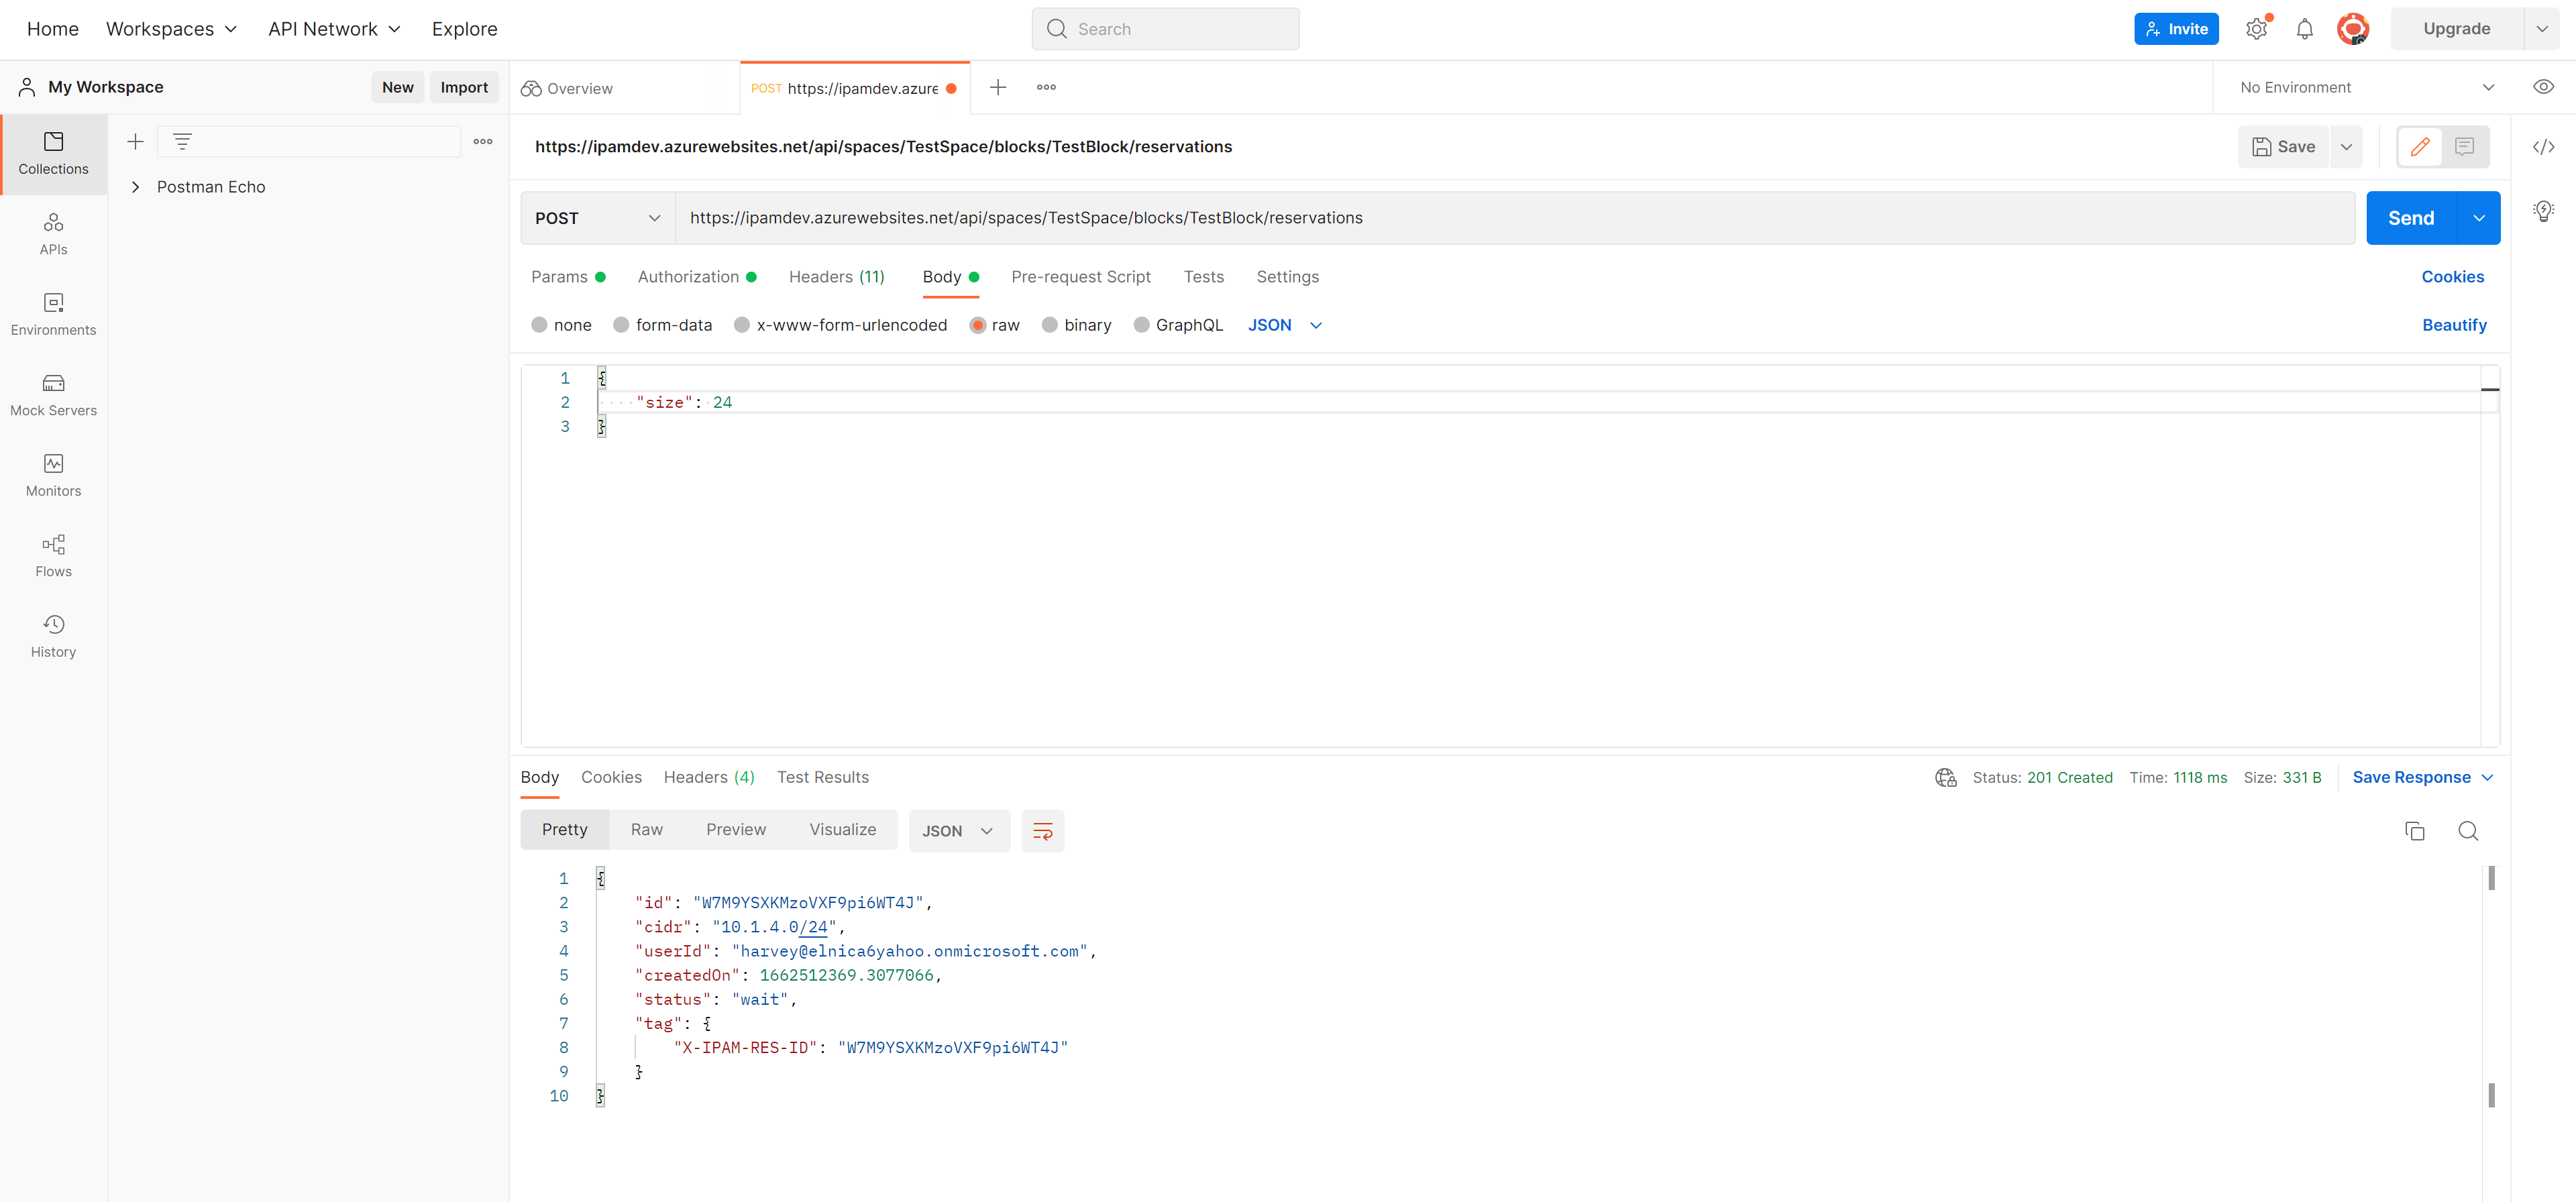 Home Workspaces API Network Explore Search Invite Upgrade
My Workspace New Import Overview POST https://ipamdev.azure No Environment
Collections
APIs
Environments
Mock Servers
Monitors
Flows
History
Postman Echo
https://ipamdev.azurewebsites.net/api/spaces/TestSpace/blocks/TestBlock/reservations Save
POST https://ipamdev.azurewebsites.net/api/spaces/TestSpace/blocks/TestBlock/reservations Send
Params Authorization Headers (11) Body Pre-request Script Tests Settings Cookies
none form-data x-www-form-urlencoded raw binary GraphQL JSON Beautify
1 {
2 "size": 24
3 }
Body Cookies Headers (4) Test Results Status: 201 Created Time: 1118 ms Size: 331 B Save Response
Pretty Raw Preview Visualize JSON
1 {
2 "id": "W7M9YSXKMzoVXF9pi6WT4J",
3 "cidr": "10.1.4.0/24",
4 "userId": "harvey@elnica6yahoo.onmicrosoft.com",
5 "createdOn": 1662512369.3077066,
6 "status": "wait",
7 "tag": {
8 "X-IPAM-RES-ID": "W7M9YSXKMzoVXF9pi6WT4J"
9 }
10 }